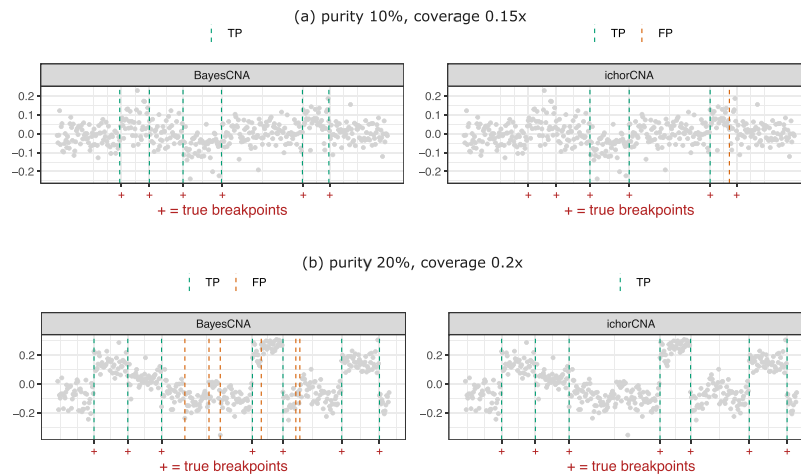 (a) purity 10%, coverage 0.15x
TP
TP FP
BayesCNA
ichorCNA
0.2
0.1
0.0
−0.1
−0.2
0.2
0.1
0.0
−0.1
−0.2
+ + + + + +
+ + + + + +
+ = true breakpoints
+ = true breakpoints
(b) purity 20%, coverage 0.2x
TP FP
TP
BayesCNA
ichorCNA
0.2
0.0
−0.2
0.2
0.0
−0.2
+ + + + + + +
+ + + + + + +
+ = true breakpoints
+ = true breakpoints